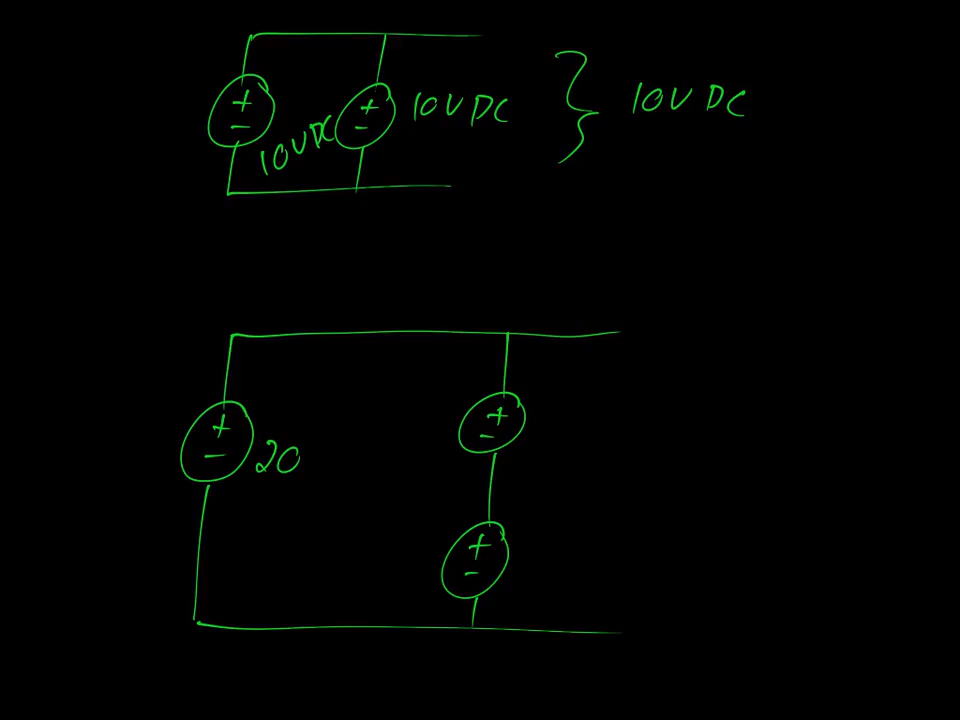 + + 10VDC 10VDC
- 10VDC -
+ +
- 20 -
+
-